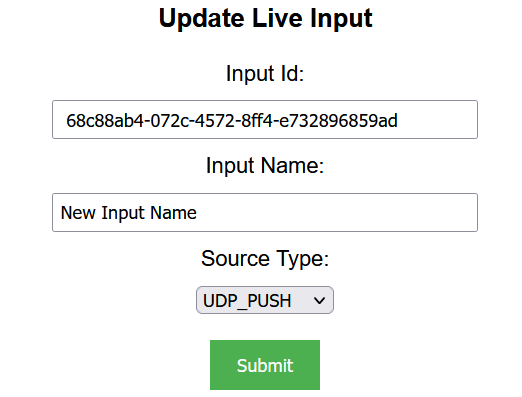 Update Live Input
Input Id:
68c88ab4-072c-4572-8ff4-e732896859ad
Input Name:
New Input Name
Source Type:
UDP_PUSH
Submit